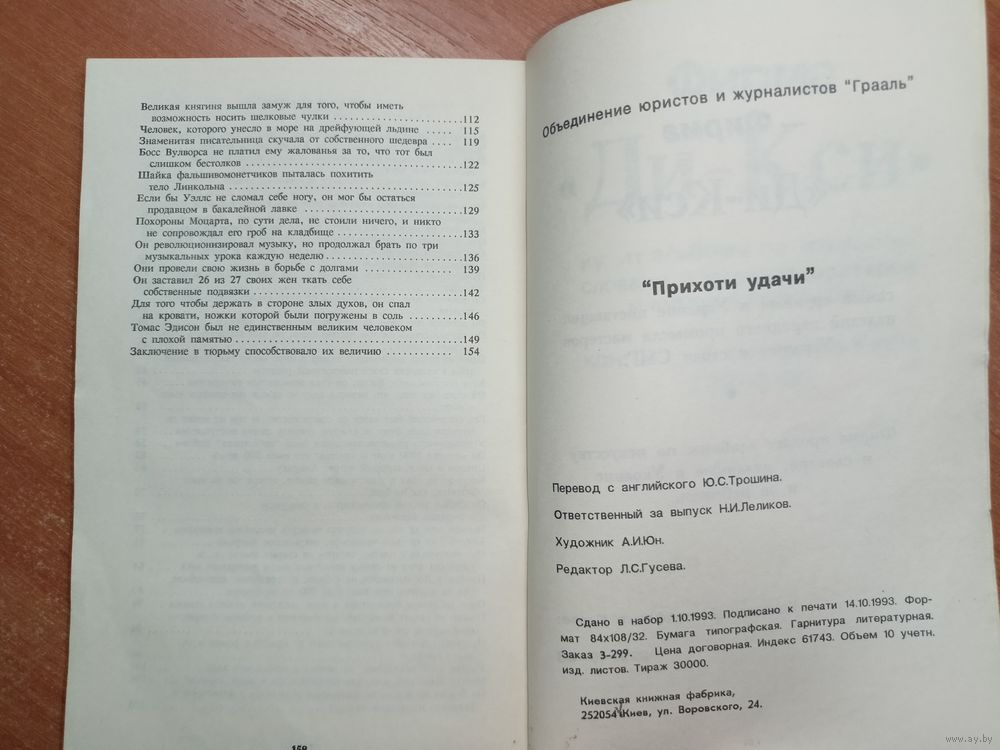 Великая княгиня вышла замуж для того, чтобы иметь
возможность носить шелковые чулки . . . . . . . . . . . . . . . . . . 112
Человек, которого унесло в море на дрейфующей льдине . . . . . 115
Знаменитая писательница скучала от собственного шедевра . . . . 119
Босс Вулворса не платил ему жалованья за то, что тот был
слишком бестолков . . . . . . . . . . . . . . . . . . . . . . . . . . . . . . . 122
Шайка фальшивомонетчиков пыталась похитить
тело Линкольна . . . . . . . . . . . . . . . . . . . . . . . . . . . . . . . . . 125
Если бы Уэллс не сломал себе ногу, он мог бы остаться
продавцом в бакалейной лавке . . . . . . . . . . . . . . . . . . . . . . 129
Похороны Моцарта, по сути дела, не стоили ничего, и никто
не сопровождал его гроб на кладбище . . . . . . . . . . . . . . . . 133
Он революционизировал музыку, но продолжал брать по три
музыкальных урока каждую неделю . . . . . . . . . . . . . . . . . . . 136
Они провели свою жизнь в борьбе с долгами . . . . . . . . . . . . . 139
Он заставил 26 из 27 своих жен ткать себе
собственные подвязки . . . . . . . . . . . . . . . . . . . . . . . . . . . . . 142
Для того чтобы держать в стороне злых духов, он спал
на кровати, ножки которой были погружены в соль . . . . . . . . 146
Томас Эдисон был не единственным великим человеком
с плохой памятью . . . . . . . . . . . . . . . . . . . . . . . . . . . . . . . . 149
Заключение в тюрьму способствовало их величию . . . . . . . . . . 154
158
Объединение юристов и журналистов "Грааль"
"Прихоти удачи"
Перевод с английского Ю.С.Трошина.
Ответственный за выпуск Н.И.Леликов.
Художник А.И.Юн.
Редактор Л.С.Гусева.
Сдано в набор 1.10.1993. Подписано к печати 14.10.1993. Фор-
мат 84x108/32. Бумага типографская. Гарнитура литературная.
Заказ 3-299. Цена договорная. Индекс 61743. Объем 10 учетн.
изд. листов. Тираж 30000.
Киевская книжная фабрика,
252054 Киев, ул. Воровского, 24.
www.ay.by